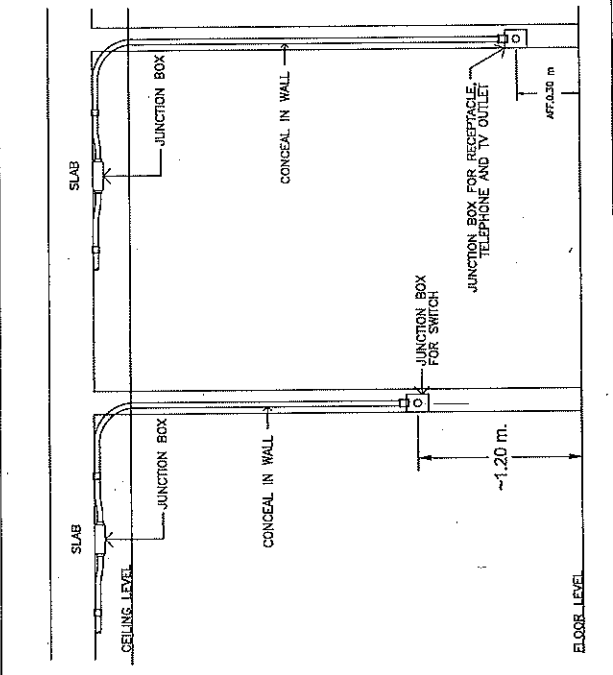 SLAB
JUNCTION BOX
CEILING LEVEL
CONCEAL IN WALL
JUNCTION BOX
FOR SWITCH
~1.20 m.
FLOOR LEVEL
SLAB
JUNCTION BOX
CONCEAL IN WALL
JUNCTION BOX FOR RECEPTACLE,
TELEPHONE AND TV OUTLET
AFF.0.30 m